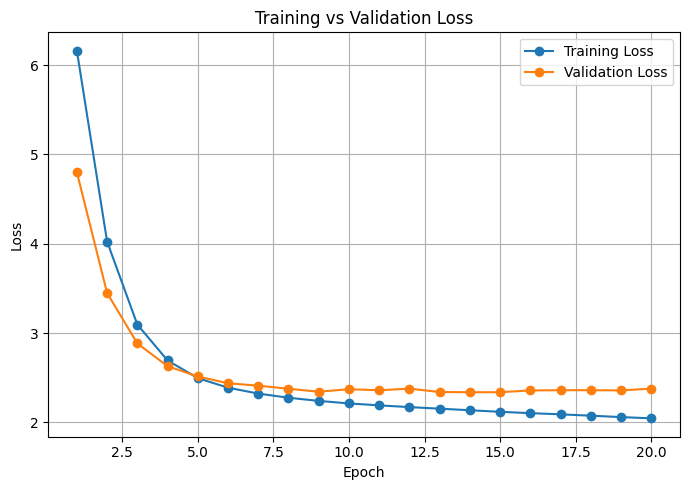 Training vs Validation Loss
Training Loss
Validation Loss
6
5
4
3
2
Loss
2.5 5.0 7.5 10.0 12.5 15.0 17.5 20.0
Epoch